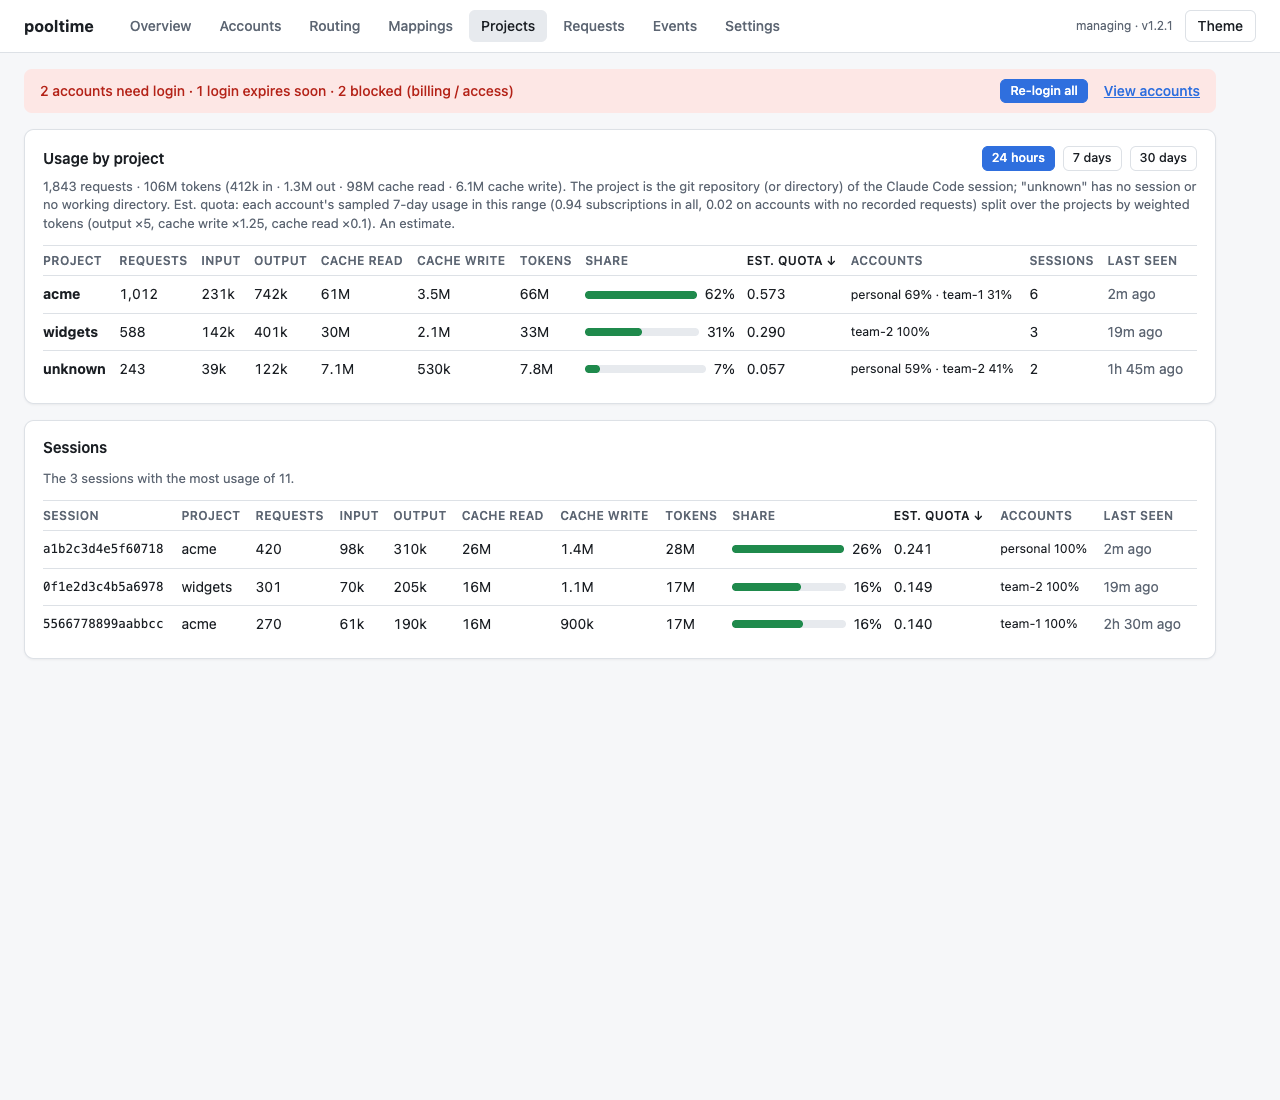 pooltime Overview Accounts Routing Mappings Projects Requests Events Settings managing · v1.2.1 Theme
2 accounts need login · 1 login expires soon · 2 blocked (billing / access) Re-login all View accounts
Usage by project 24 hours 7 days 30 days
1,843 requests · 106M tokens (412k in · 1.3M out · 98M cache read · 6.1M cache write). The project is the git repository (or directory) of the Claude Code session; "unknown" has no session or
no working directory. Est. quota: each account's sampled 7-day usage in this range (0.94 subscriptions in all, 0.02 on accounts with no recorded requests) split over the projects by weighted
tokens (output ×5, cache write ×1.25, cache read ×0.1). An estimate.
PROJECT REQUESTS INPUT OUTPUT CACHE READ CACHE WRITE TOKENS SHARE EST. QUOTA ↓ ACCOUNTS SESSIONS LAST SEEN
acme 1,012 231k 742k 61M 3.5M 66M 62% 0.573 personal 69% · team-1 31% 6 2m ago
widgets 588 142k 401k 30M 2.1M 33M 31% 0.290 team-2 100% 3 19m ago
unknown 243 39k 122k 7.1M 530k 7.8M 7% 0.057 personal 59% · team-2 41% 2 1h 45m ago
Sessions
The 3 sessions with the most usage of 11.
SESSION PROJECT REQUESTS INPUT OUTPUT CACHE READ CACHE WRITE TOKENS SHARE EST. QUOTA ↓ ACCOUNTS LAST SEEN
a1b2c3d4e5f60718 acme 420 98k 310k 26M 1.4M 28M 26% 0.241 personal 100% 2m ago
0f1e2d3c4b5a6978 widgets 301 70k 205k 16M 1.1M 17M 16% 0.149 team-2 100% 19m ago
5566778899aabbcc acme 270 61k 190k 16M 900k 17M 16% 0.140 team-1 100% 2h 30m ago